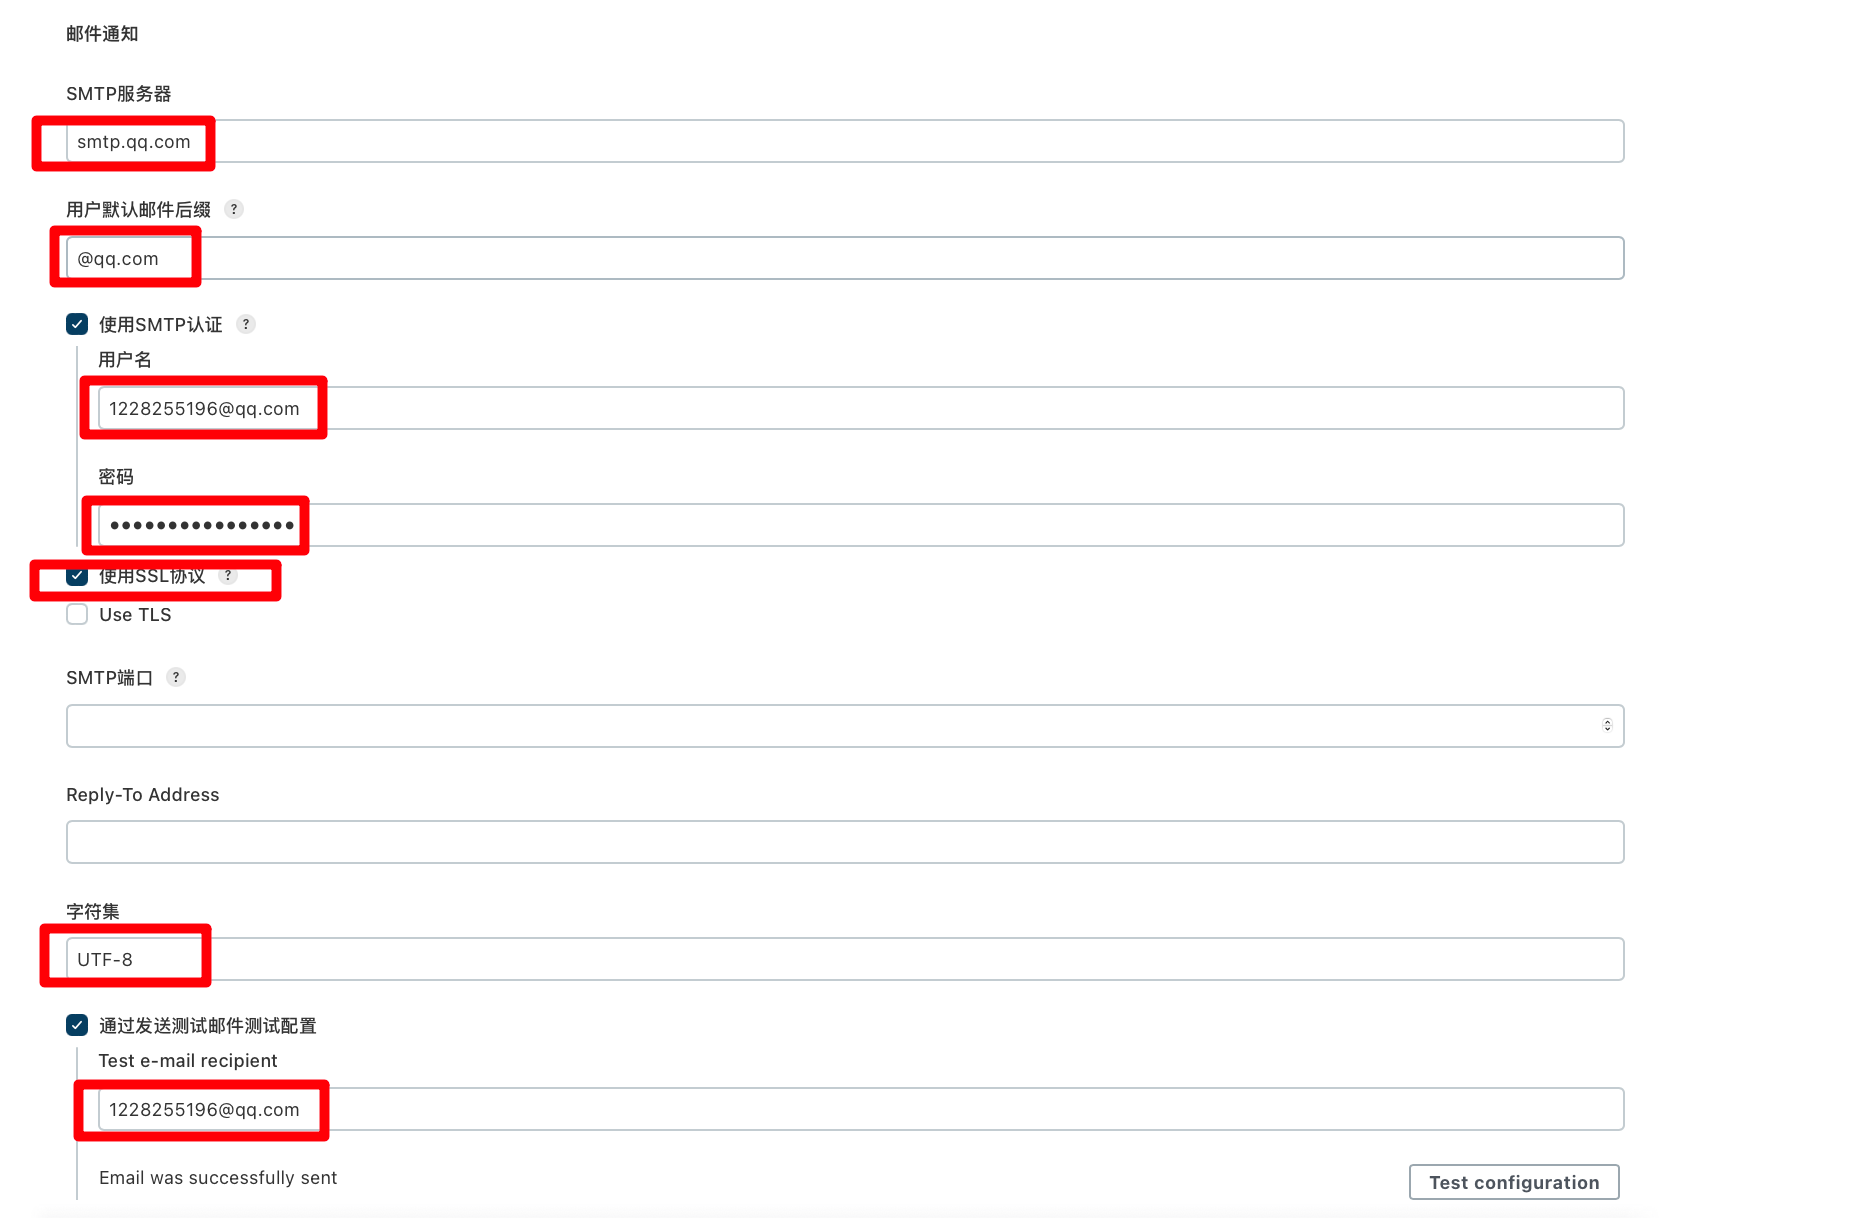 邮件通知
SMTP服务器
smtp.qq.com
用户默认邮件后缀 ?
@qq.com
使用SMTP认证 ?
用户名
1228255196@qq.com
密码
••••••••••••••••
使用SSL协议 ?
Use TLS
SMTP端口 ?
Reply-To Address
字符集
UTF-8
通过发送测试邮件测试配置
Test e-mail recipient
1228255196@qq.com
Email was successfully sent
Test configuration